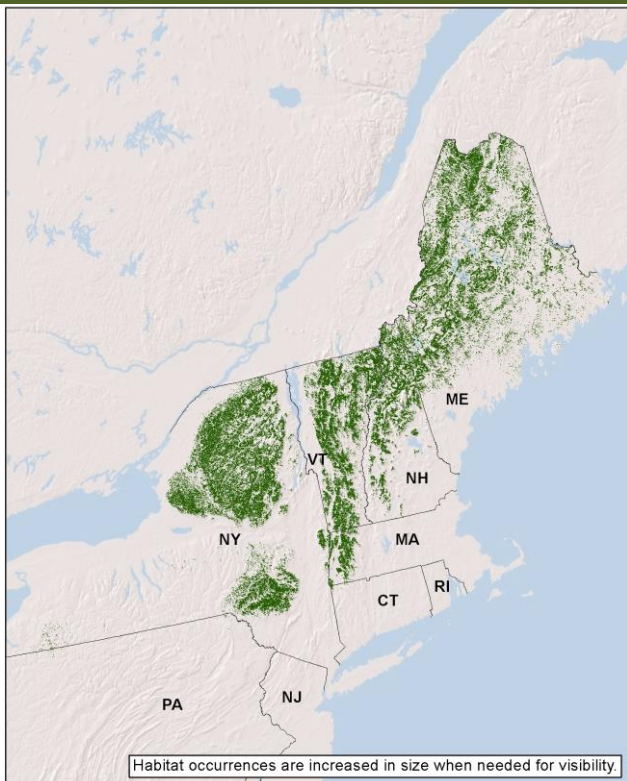 ME
VT
NH
NY
MA
CT
RI
PA
NJ
Habitat occurrences are increased in size when needed for visibility.